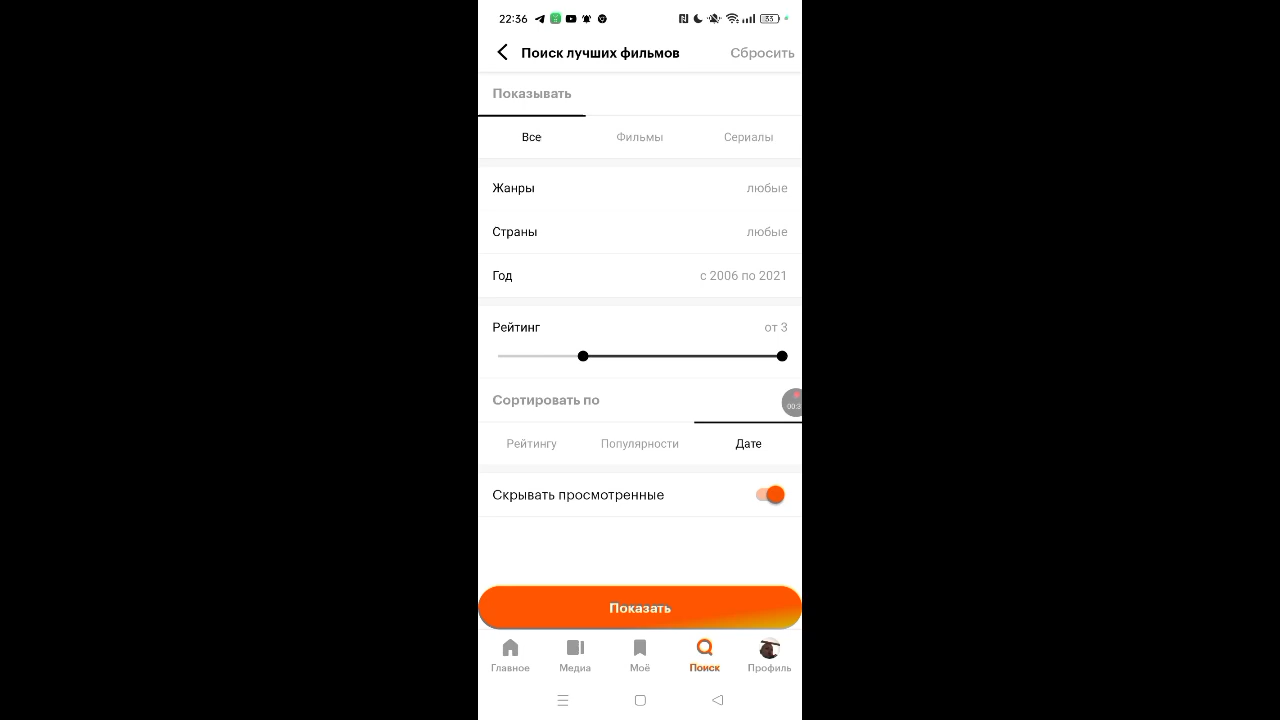 22:36
33
Поиск лучших фильмов Сбросить
Показывать
Все Фильмы Сериалы
Жанры любые
Страны любые
Год с 2006 по 2021
Рейтинг от 3
Сортировать по
Рейтингу Популярности Дате
Скрывать просмотренные
Показать
Главное Медиа Моё Поиск Профиль